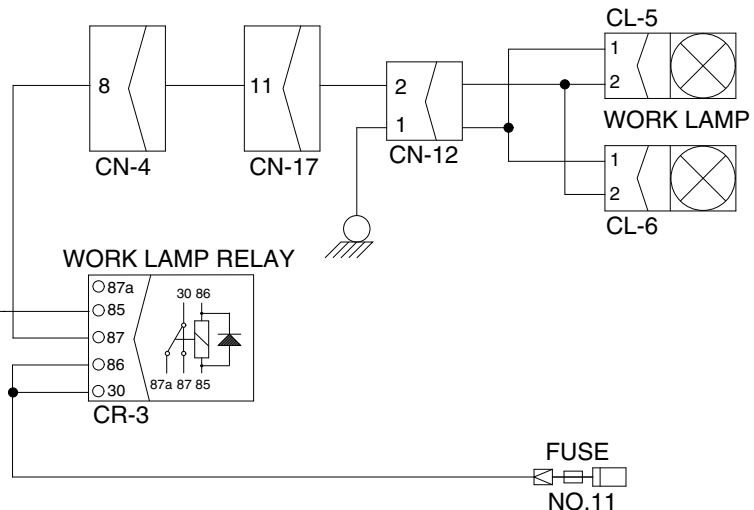 CL-5
1
2
8
11
2
1
WORK LAMP
CN-4
CN-17
CN-12
1
2
CL-6
WORK LAMP RELAY
87a
85
87
86
30
30 86
87a 87 85
CR-3
FUSE
NO.11